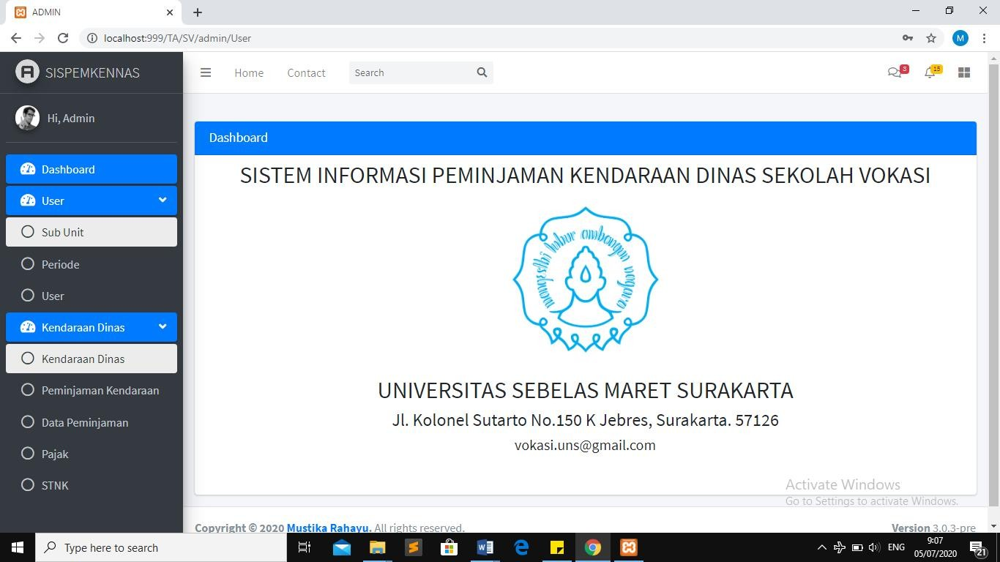 ADMIN
localhost:999/TA/SV/admin/User
M
SISPEMKENNAS
Home
Contact
Search
3
15
Hi, Admin
Dashboard
User
Sub Unit
Periode
User
Kendaraan Dinas
Kendaraan Dinas
Peminjaman Kendaraan
Data Peminjaman
Pajak
STNK
Dashboard
SISTEM INFORMASI PEMINJAMAN KENDARAAN DINAS SEKOLAH VOKASI
mangesthi luhur ambangun nagara
UNIVERSITAS SEBELAS MARET SURAKARTA
Jl. Kolonel Sutarto No.150 K Jebres, Surakarta. 57126
vokasi.uns@gmail.com
Activate Windows
Go to Settings to activate Windows.
Copyright © 2020 Mustika Rahayu. All rights reserved.
Version 3.0.3-pre
Type here to search
ENG
9:07
05/07/2020
21